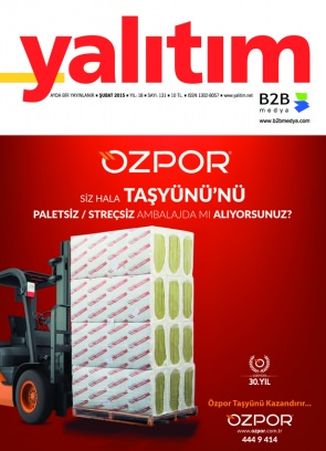 yalıtım
AYDA BİR YAYINLANIR • ŞUBAT 2015 • YIL: 18 • SAYI: 131 • 10 TL. • ISSN 1302-8057 • www.yalitim.net
B2B
medya
www.b2bmedya.com
ÖZPOR
SİZ HALA TAŞYÜNÜ'NÜ
PALETSİZ / STREÇSİZ AMBALAJDA MI ALIYORSUNUZ?
30.YIL
Özpor Taşyünü Kazandırır...
ÖZPOR
www.ozpor.com.tr
444 9 414